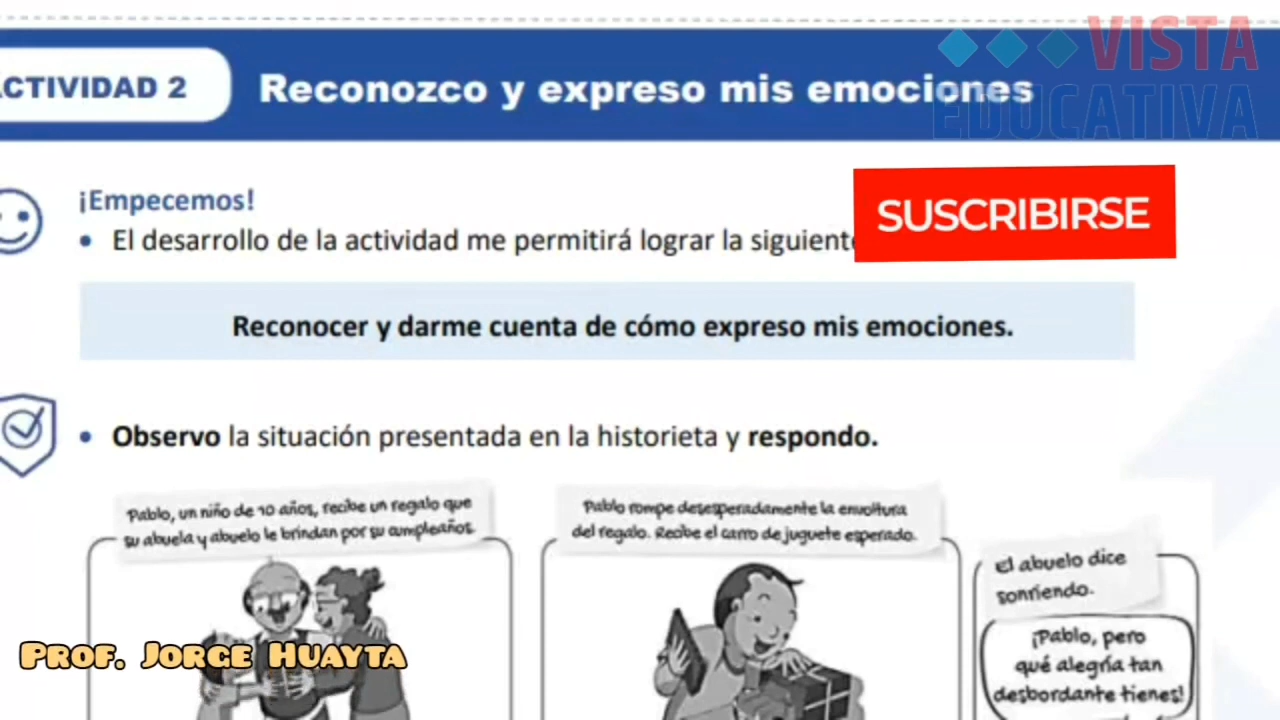 VISTA
EDUCATIVA
CTIVIDAD 2
Reconozco y expreso mis emociones
¡Empecemos!
El desarrollo de la actividad me permitirá lograr la siguiente
SUSCRIBIRSE
Reconocer y darme cuenta de cómo expreso mis emociones.
Observo la situación presentada en la historieta y respondo.
Pablo, un niño de 10 años, recibe un regalo que
su abuela y abuelo le brindan por su cumpleaños.
Pablo rompe desesperadamente la envoltura
del regalo. Recibe el carro de juguete esperado.
El abuelo dice
sonriendo.
¡Pablo, pero
qué alegría tan
desbordante tienes!
Prof. Jorge Huayta